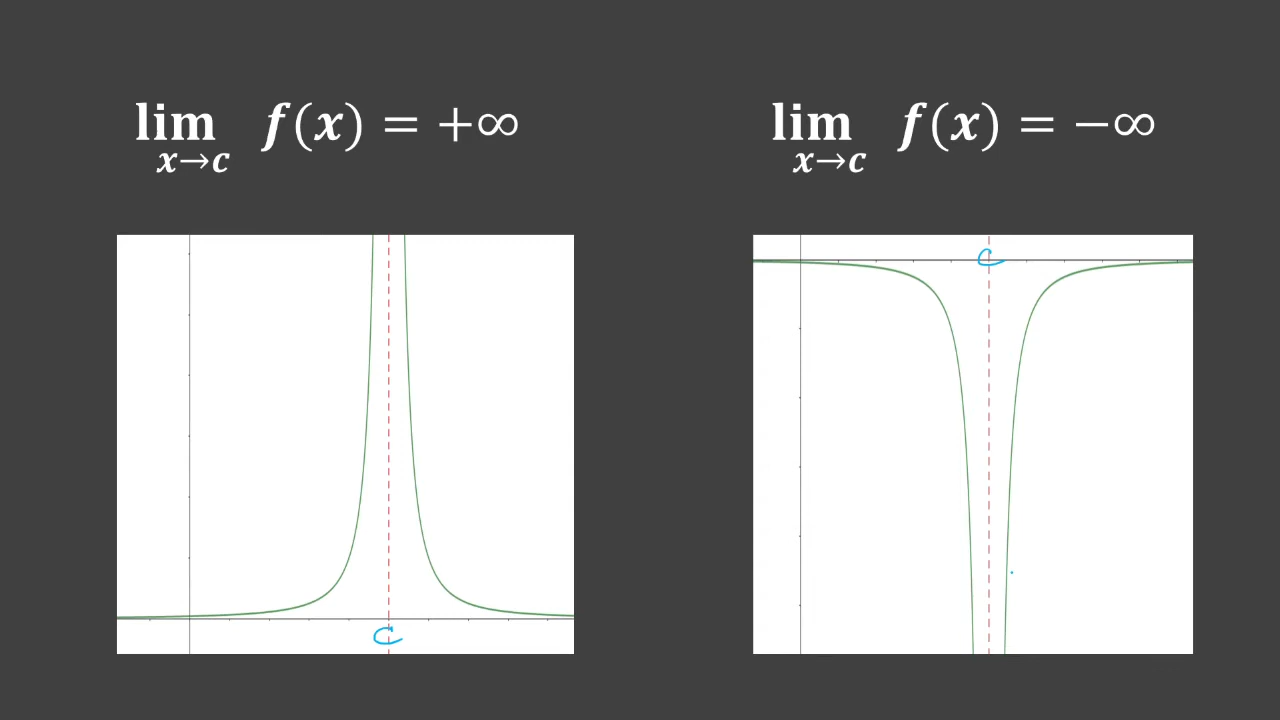 lim f(x) = +∞
x→c
lim f(x) = −∞
x→c
C
C